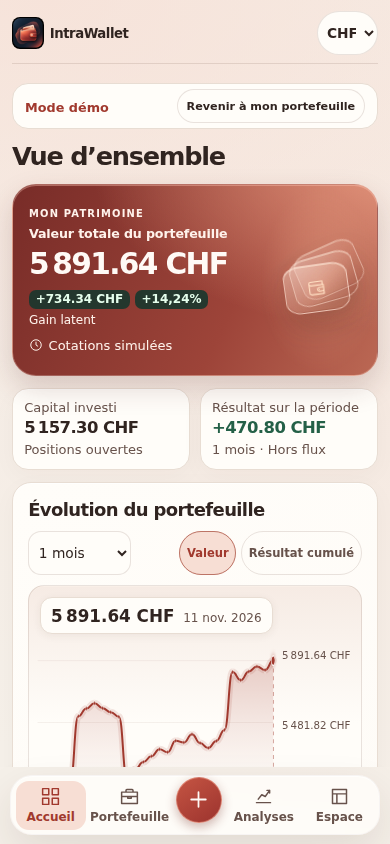 IntraWallet
CHF
Mode démo
Revenir à mon portefeuille
Vue d’ensemble
MON PATRIMOINE
Valeur totale du portefeuille
5 891.64 CHF
+734.34 CHF +14,24%
Gain latent
Cotations simulées
Capital investi
5 157.30 CHF
Positions ouvertes
Résultat sur la période
+470.80 CHF
1 mois · Hors flux
Évolution du portefeuille
1 mois
Valeur
Résultat cumulé
5 891.64 CHF 11 nov. 2026
5 891.64 CHF
5 481.82 CHF
Accueil
Portefeuille
Analyses
Espace